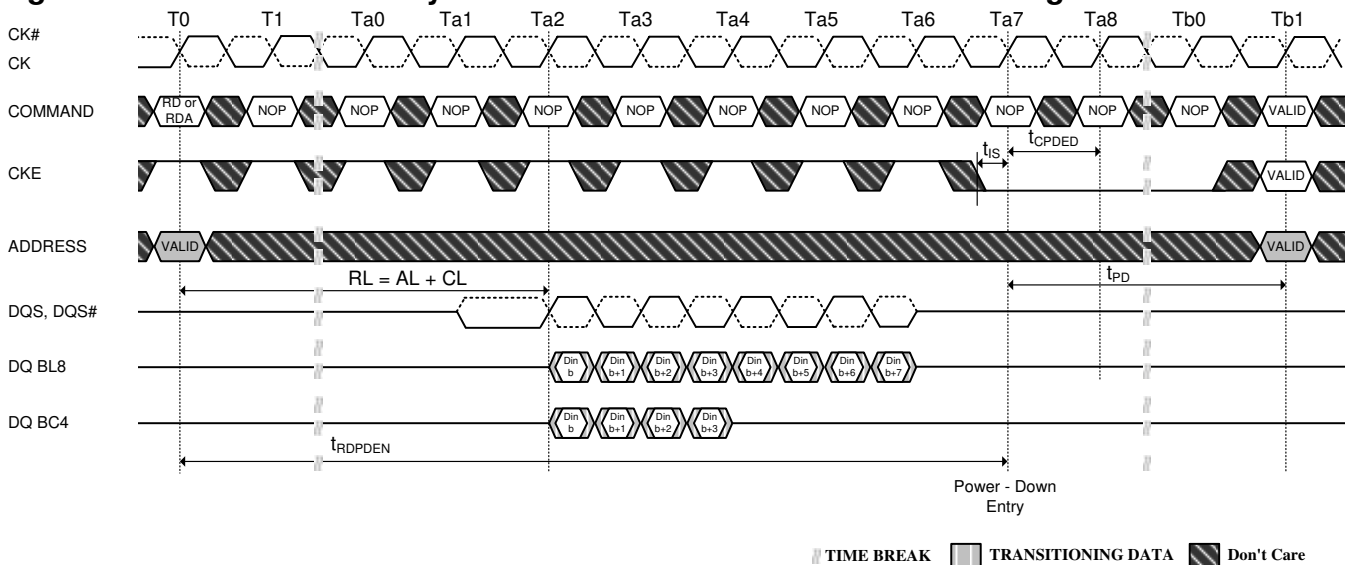 T0 T1 Ta0 Ta1 Ta2 Ta3 Ta4 Ta5 Ta6 Ta7 Ta8 Tb0 Tb1
CK#
CK
COMMAND
RD or
RDA
NOP NOP NOP NOP NOP NOP NOP NOP NOP NOP NOP VALID
tIS
tCPDED
CKE
VALID
ADDRESS
VALID
VALID
RL = AL + CL
tPD
DQS, DQS#
DQ BL8
Din
b
Din
b+1
Din
b+2
Din
b+3
Din
b+4
Din
b+5
Din
b+6
Din
b+7
DQ BC4
Din
b
Din
b+1
Din
b+2
Din
b+3
tRDPDEN
Power - Down
Entry
TIME BREAK TRANSITIONING DATA Don't Care